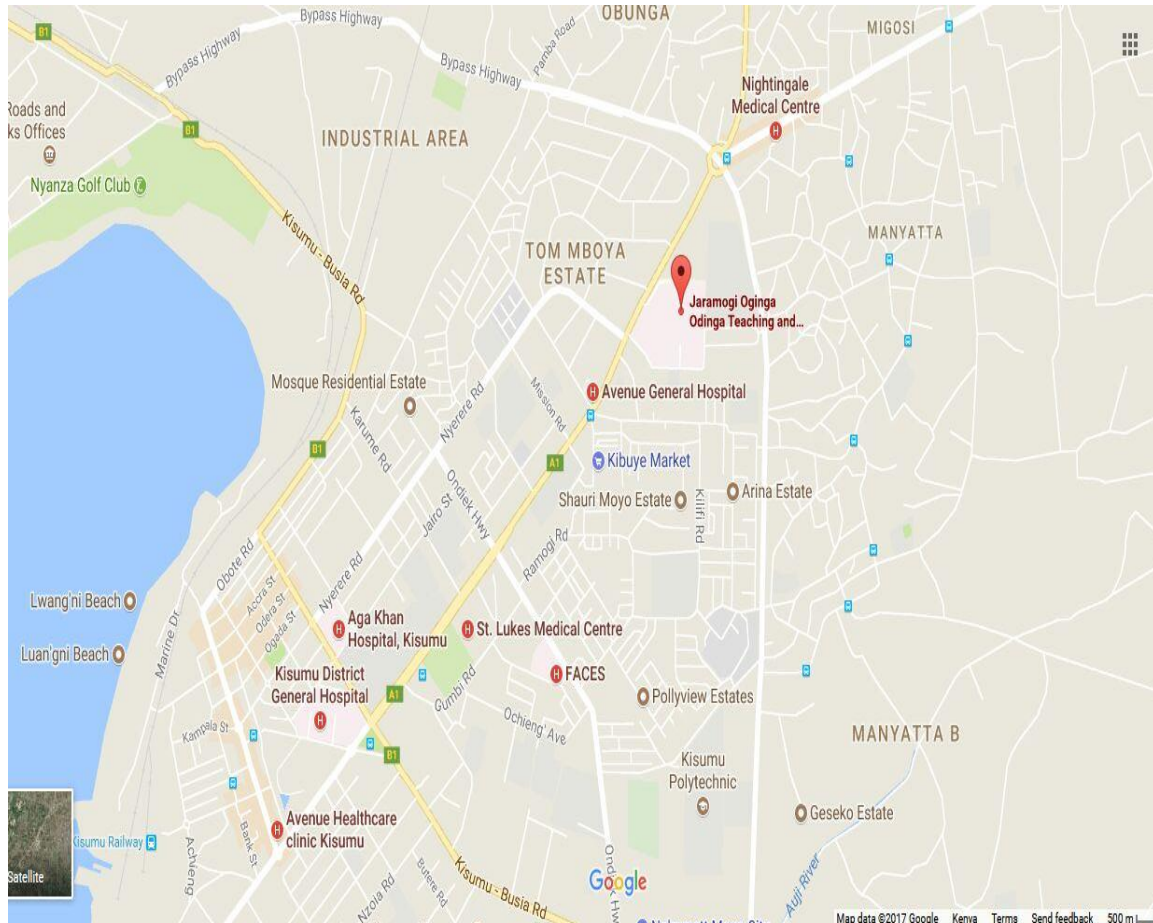 OBUNGA
B1
Bypass Highway
MIGOSI
Pamba Road
Bypass Highway
Bypass Highway
Nightingale
Medical Centre
Roads and
ks Offices
B1
INDUSTRIAL AREA
Nyanza Golf Club
MANYATTA
TOM MBOYA
ESTATE
Kisumu - Busia Rd
Jaramogi Oginga
Odinga Teaching and...
Mosque Residential Estate
Nyerere Rd
Mission Rd
Avenue General Hospital
Karume Rd
B1
A1
Kibuye Market
Ondiek Hwy
Jairo St
Shauri Moyo Estate
Kilifi Rd
Arina Estate
Ramogi Rd
Obote Rd
Nyerere Rd
Accra St
Odera St
Ogada St
Lwang'ni Beach
Marine Dr
Aga Khan
Hospital, Kisumu
St. Lukes Medical Centre
Luan'gni Beach
Kisumu District
General Hospital
Gumbi Rd
FACES
A1
Pollyview Estates
Kampala St
Ochieng' Ave
MANYATTA B
B1
Kisumu
Polytechnic
Geseko Estate
Avenue Healthcare
clinic Kisumu
Kisumu Railway
Bank St
Achieng
Satellite
Butere Rd
Nzoia Rd
Kisumu - Busia Rd
Google
Auji River
Map data ©2017 Google Kenya Terms Send feedback 500 m